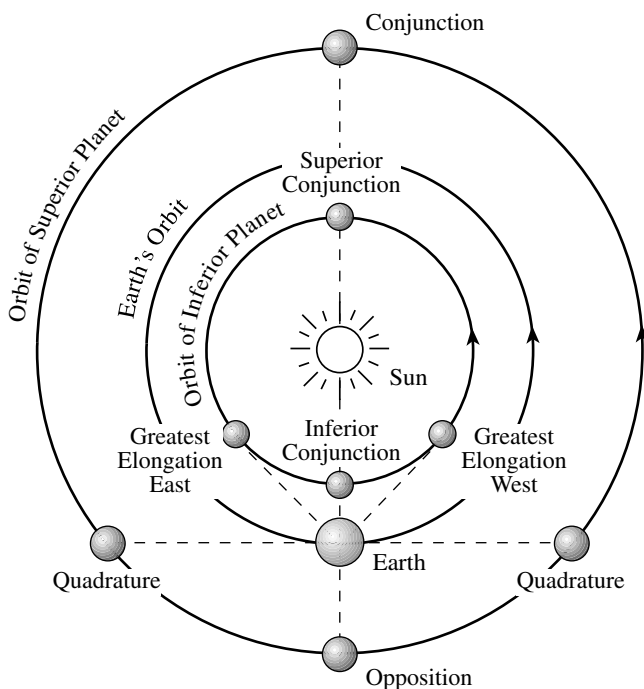 Conjunction
Orbit of Superior Planet
Superior
Conjunction
Earth's Orbit
Orbit of Inferior Planet
Sun
Greatest
Elongation
East
Inferior
Conjunction
Greatest
Elongation
West
Quadrature
Earth
Quadrature
Opposition